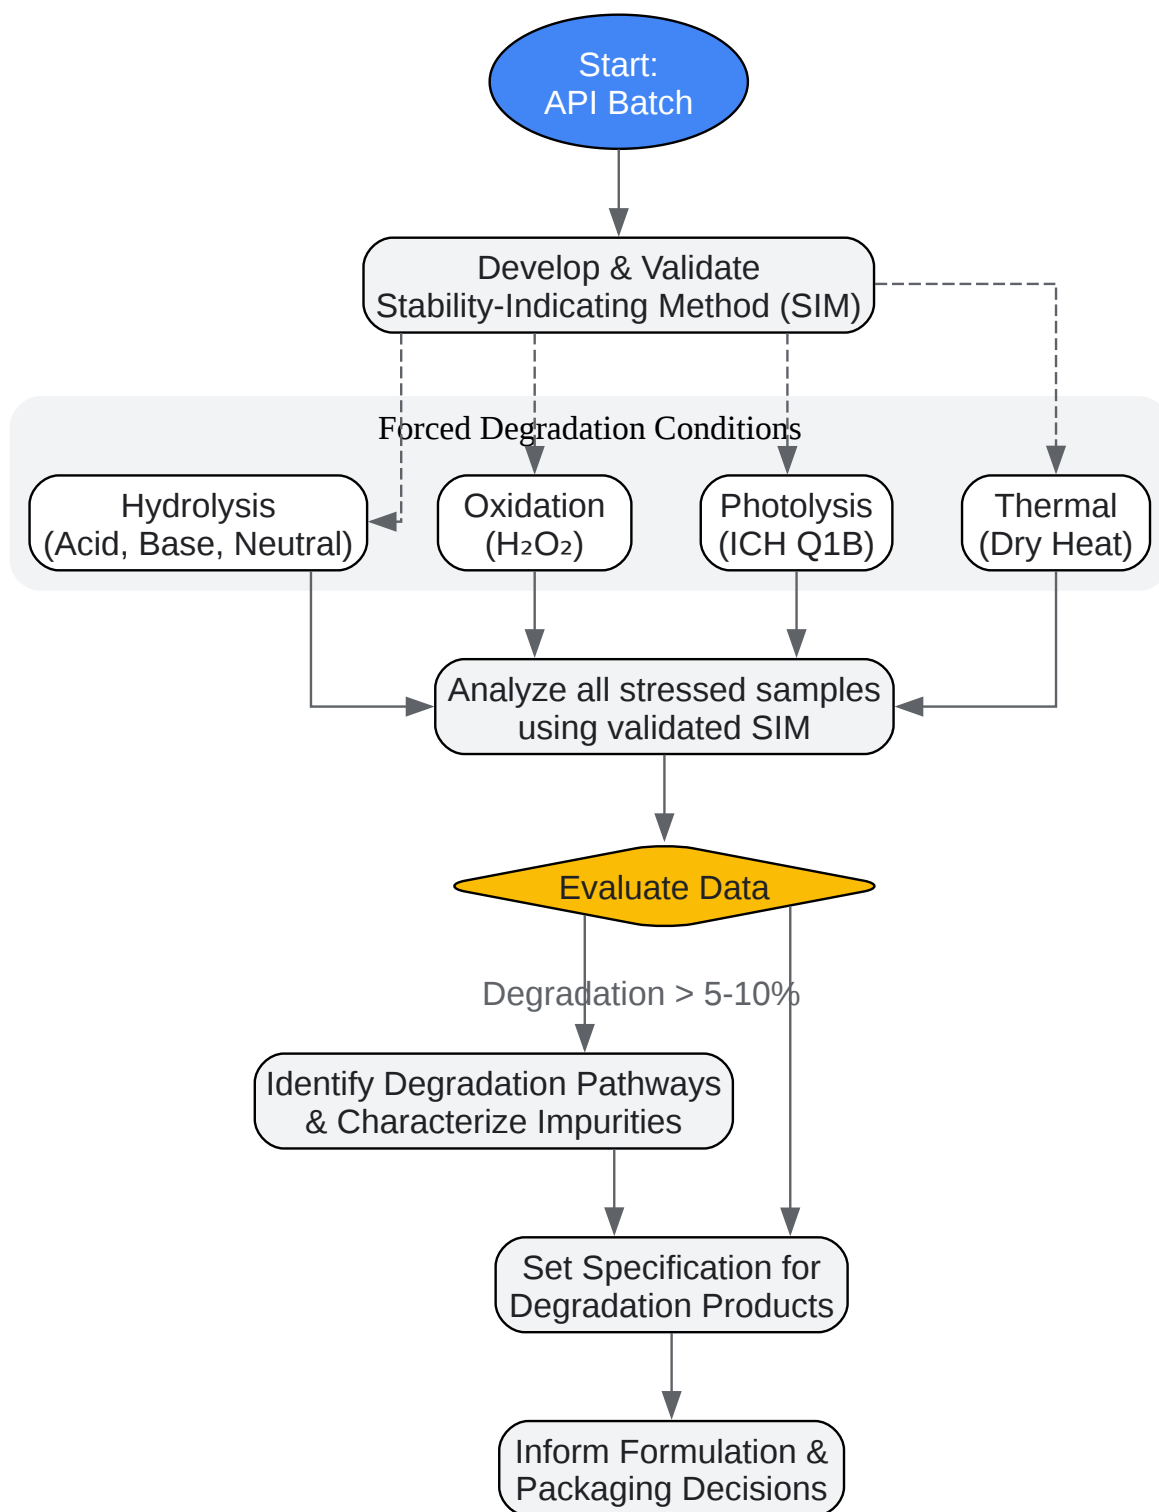 Start:
API Batch
Develop & Validate
Stability-Indicating Method (SIM)
Forced Degradation Conditions
Hydrolysis
(Acid, Base, Neutral)
Oxidation
(H₂O₂)
Photolysis
(ICH Q1B)
Thermal
(Dry Heat)
Analyze all stressed samples
using validated SIM
Evaluate Data
Degradation > 5-10%
Identify Degradation Pathways
& Characterize Impurities
Set Specification for
Degradation Products
Inform Formulation &
Packaging Decisions